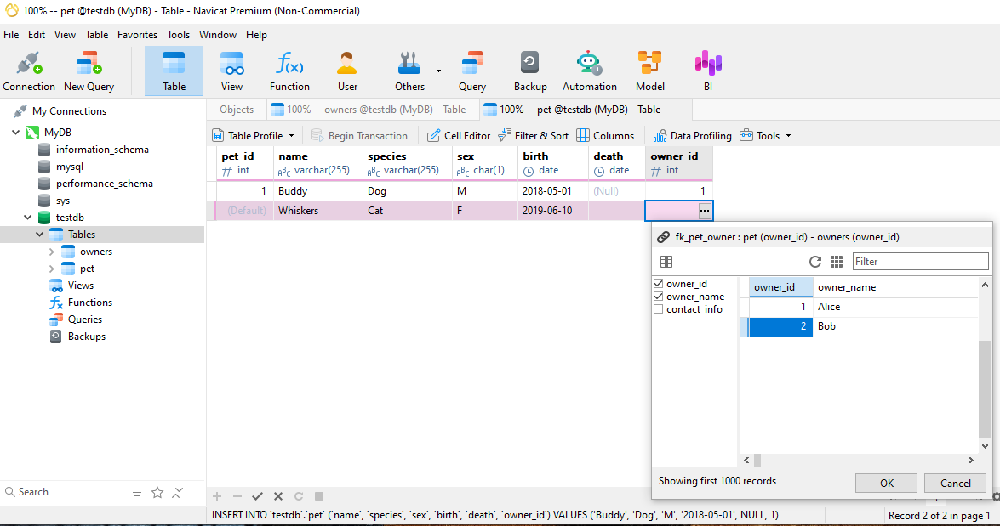 100% -- pet @testdb (MyDB) - Table - Navicat Premium (Non-Commercial)
File Edit View Table Favorites Tools Window Help
Connection New Query Table View Function User Others Query Backup Automation Model BI
My Connections
MyDB
information_schema
mysql
performance_schema
sys
testdb
Tables
owners
pet
Views
Functions
Queries
Backups
Search
Objects 100% -- owners @testdb (MyDB) - Table 100% -- pet @testdb (MyDB) - Table
Table Profile Begin Transaction Cell Editor Filter & Sort Columns Data Profiling Tools
pet_id name species sex birth death owner_id
# int ABC varchar(255) ABC varchar(255) ABC char(1) date date # int
1 Buddy Dog M 2018-05-01 (Null) 1
(Default) Whiskers Cat F 2019-06-10 ...
fk_pet_owner : pet (owner_id) - owners (owner_id)
Filter
owner_id
owner_name
contact_info
owner_id owner_name
1 Alice
2 Bob
Showing first 1000 records OK Cancel
INSERT INTO `testdb`.`pet` (`name`, `species`, `sex`, `birth`, `death`, `owner_id`) VALUES ('Buddy', 'Dog', 'M', '2018-05-01', NULL, 1) Record 2 of 2 in page 1